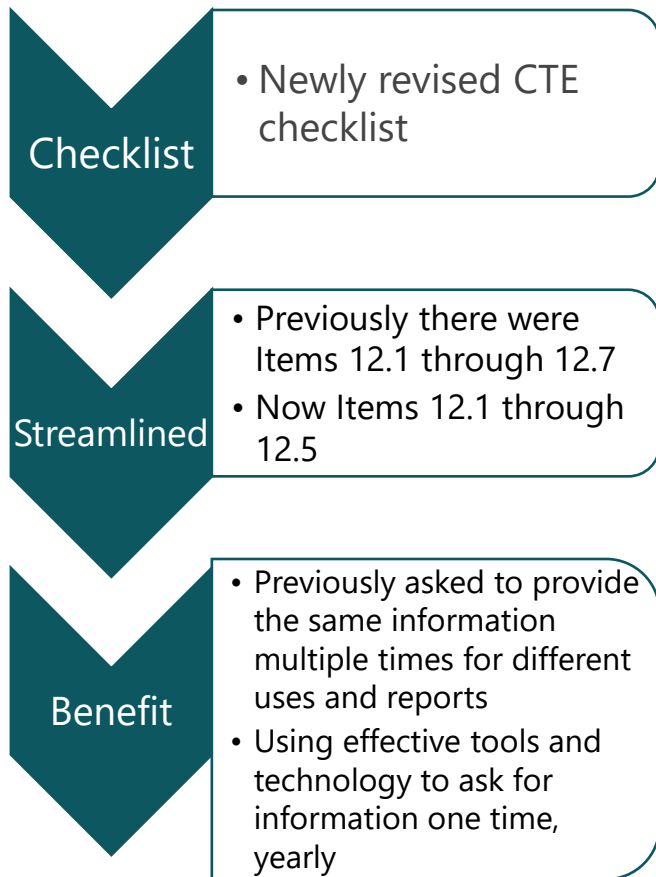 Checklist
• Newly revised CTE
checklist
Streamlined
• Previously there were
Items 12.1 through 12.7
• Now Items 12.1 through
12.5
Benefit
• Previously asked to provide
the same information
multiple times for different
uses and reports
• Using effective tools and
technology to ask for
information one time,
yearly